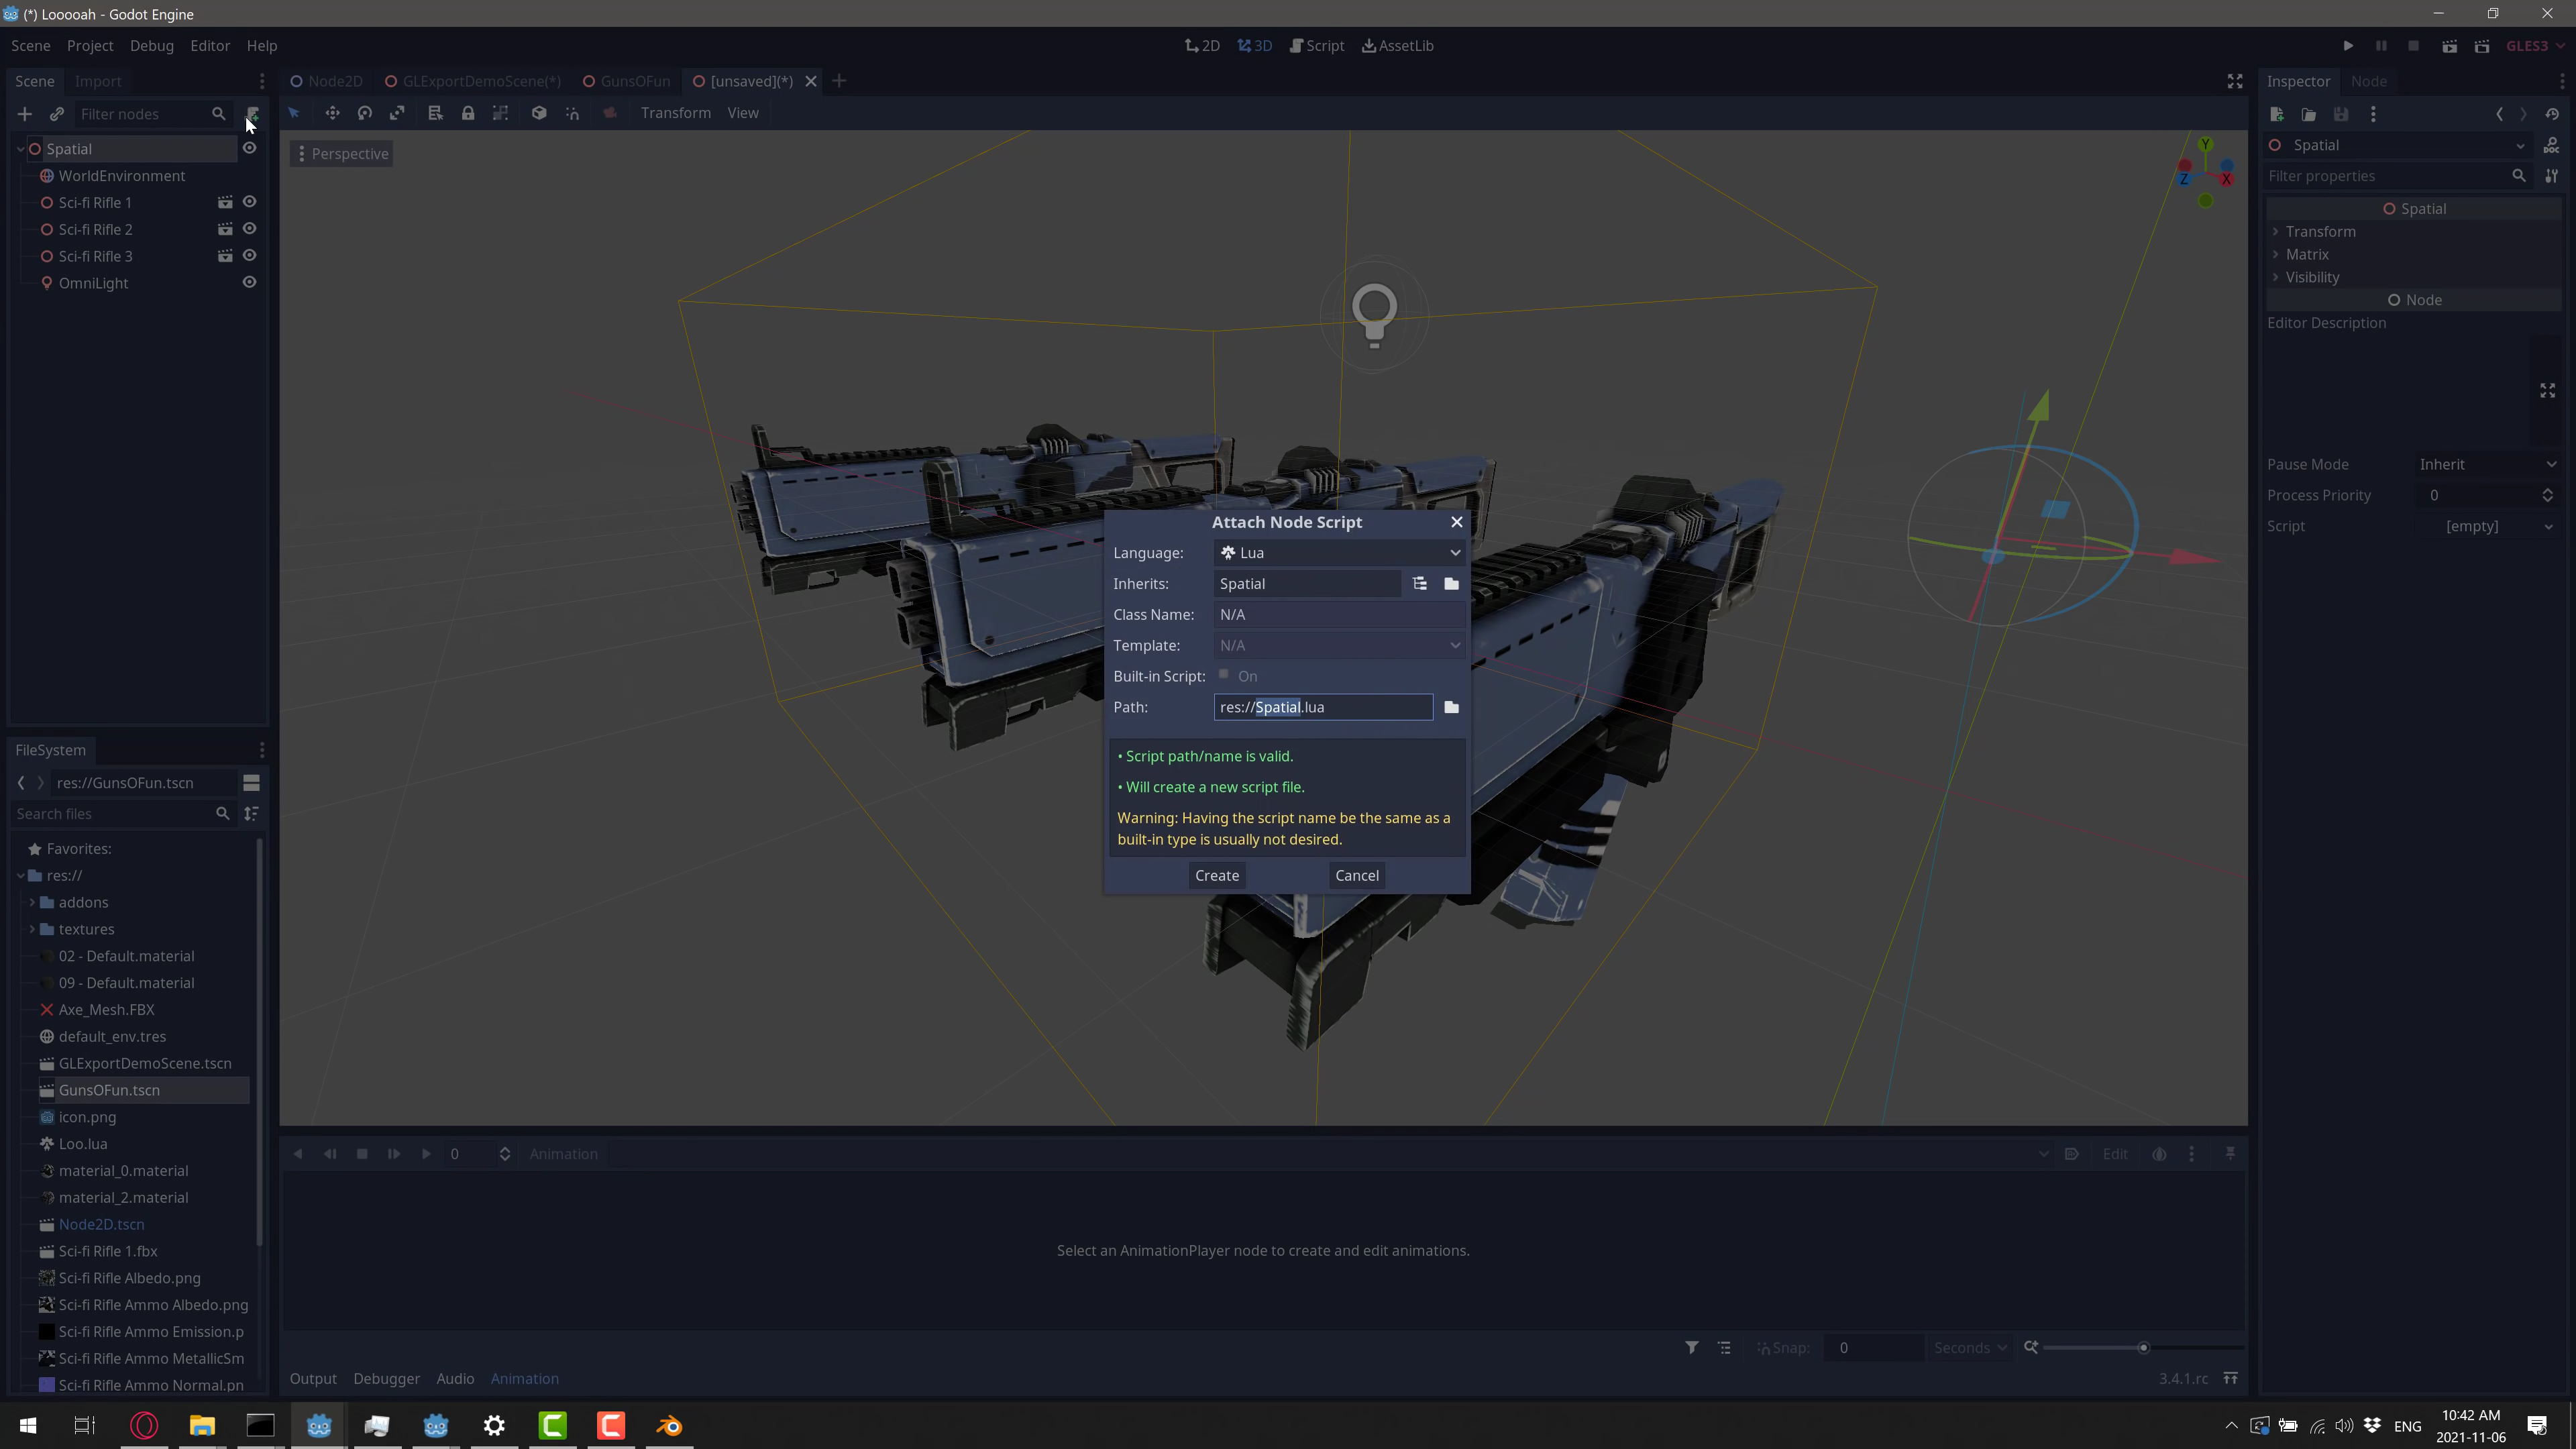 (*) Looooah - Godot Engine
Scene Project Debug Editor Help
2D 3D Script AssetLib
GLES3
Scene Import
Node2D GLExportDemoScene(*) GunsOFun [unsaved](*)
Inspector Node
Filter nodes
Transform View
Spatial
WorldEnvironment
Sci-fi Rifle 1
Sci-fi Rifle 2
Sci-fi Rifle 3
OmniLight
Perspective
Y
Z X
Spatial
Filter properties
Spatial
Transform
Matrix
Visibility
Node
Editor Description
Pause Mode Inherit
Process Priority 0
Script [empty]
Attach Node Script
Language: Lua
Inherits: Spatial
Class Name: N/A
Template: N/A
Built-in Script: On
Path: res://Spatial.lua
• Script path/name is valid.
• Will create a new script file.
Warning: Having the script name be the same as a
built-in type is usually not desired.
Create Cancel
FileSystem
res://GunsOFun.tscn
Search files
Favorites:
res://
addons
textures
02 - Default.material
09 - Default.material
Axe_Mesh.FBX
default_env.tres
GLExportDemoScene.tscn
GunsOFun.tscn
icon.png
Loo.lua
material_0.material
material_2.material
Node2D.tscn
Sci-fi Rifle 1.fbx
Sci-fi Rifle Albedo.png
Sci-fi Rifle Ammo Albedo.png
Sci-fi Rifle Ammo Emission.p
Sci-fi Rifle Ammo MetallicSm
Sci-fi Rifle Ammo Normal.pn
0 Animation Edit
Select an AnimationPlayer node to create and edit animations.
Snap: 0 Seconds
Output Debugger Audio Animation
3.4.1.rc
ENG
10:42 AM
2021-11-06